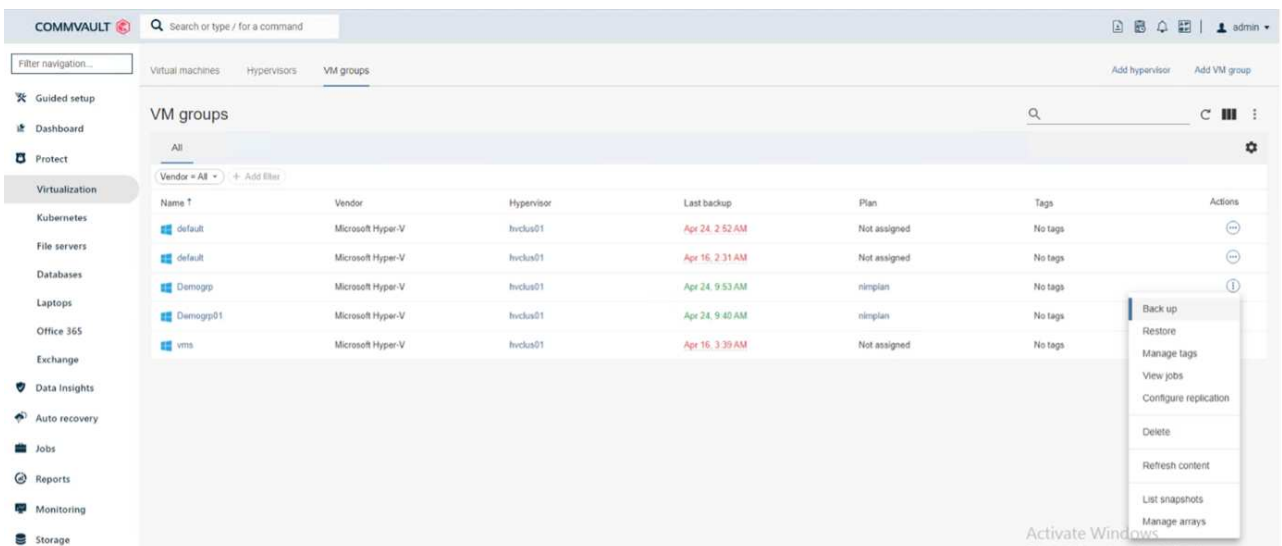 COMMVAULT Search or type / for a command admin
Filter navigation...
Virtual machines Hypervisors VM groups Add hypervisor Add VM group
Guided setup
VM groups
Dashboard
All
Protect
Vendor = All + Add filter
Virtualization
Name ↑ Vendor Hypervisor Last backup Plan Tags Actions
Kubernetes
default Microsoft Hyper-V hvclus01 Apr 24, 2:52 AM Not assigned No tags
File servers
default Microsoft Hyper-V hvclus01 Apr 16, 2:31 AM Not assigned No tags
Databases
Demogrp Microsoft Hyper-V hvclus01 Apr 24, 9:53 AM nimplan No tags
Laptops
Demogrp01 Microsoft Hyper-V hvclus01 Apr 24, 9:40 AM nimplan No tags
Office 365
vms Microsoft Hyper-V hvclus01 Apr 16, 3:39 AM Not assigned No tags
Exchange
Data Insights
Auto recovery
Jobs
Reports
Monitoring
Storage
Back up
Restore
Manage tags
View jobs
Configure replication
Delete
Refresh content
List snapshots
Manage arrays
Activate Windows